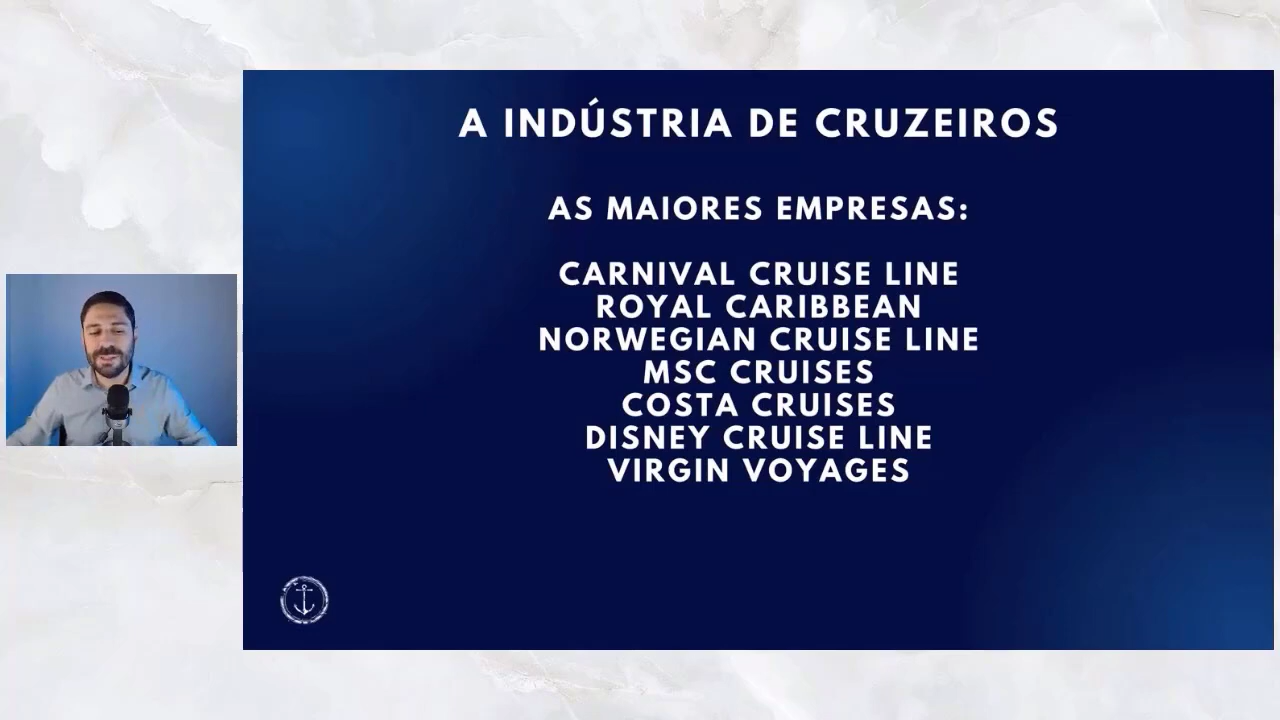 A INDÚSTRIA DE CRUZEIROS
AS MAIORES EMPRESAS:
CARNIVAL CRUISE LINE
ROYAL CARIBBEAN
NORWEGIAN CRUISE LINE
MSC CRUISES
COSTA CRUISES
DISNEY CRUISE LINE
VIRGIN VOYAGES